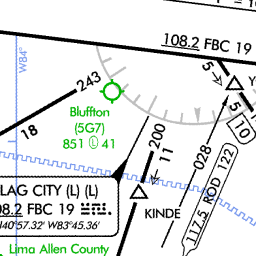 108.2 FBC 19
W84°
243
5
5
10
Bluffton
(5G7)
851 Ⓛ 41
18
200
11
028
LAG CITY (L) (L)
08.2 FBC 19
N40°57.32' W83°45.36'
KINDE
117.5 ROD 122
Lima Allen County